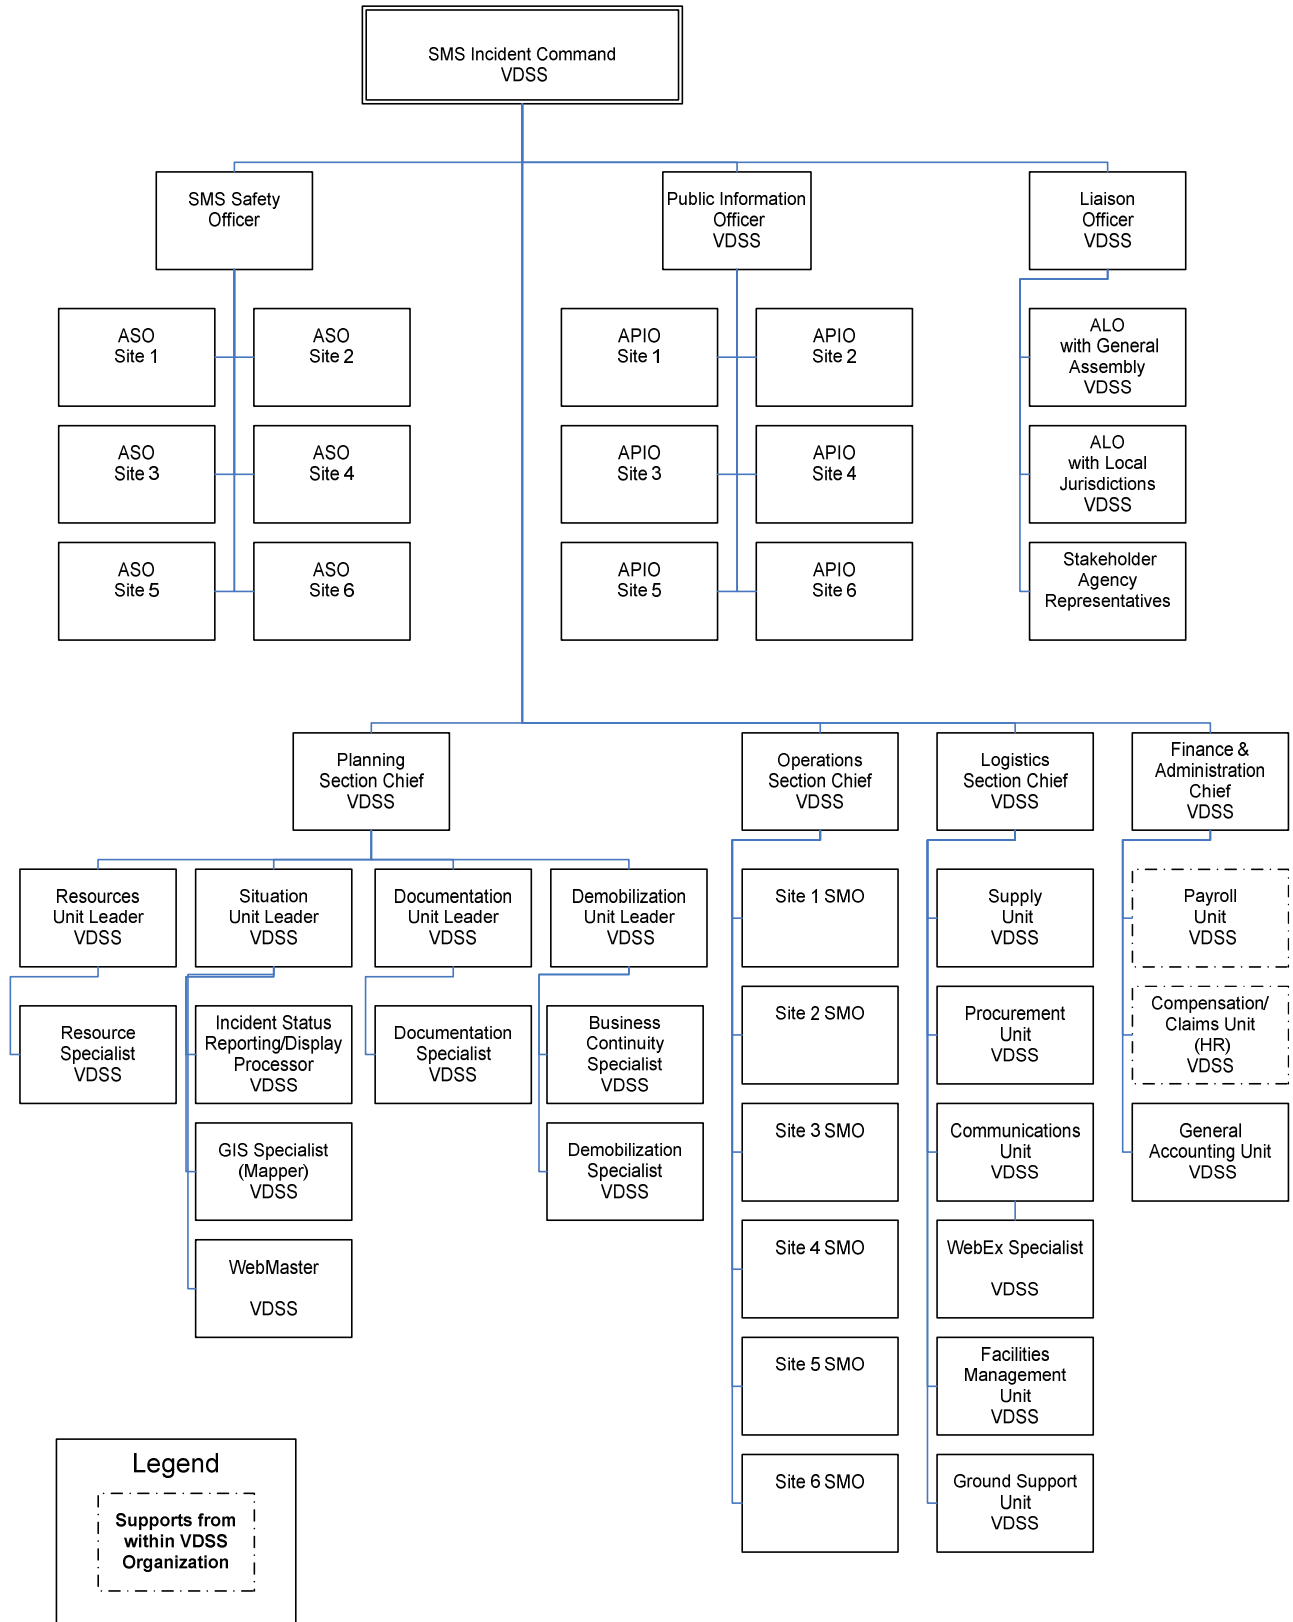 SMS Incident Command
VDSS
SMS Safety
Officer
Public Information
Officer
VDSS
Liaison
Officer
VDSS
ASO
Site 1
ASO
Site 2
APIO
Site 1
APIO
Site 2
ALO
with General
Assembly
VDSS
ASO
Site 3
ASO
Site 4
APIO
Site 3
APIO
Site 4
ALO
with Local
Jurisdictions
VDSS
ASO
Site 5
ASO
Site 6
APIO
Site 5
APIO
Site 6
Stakeholder
Agency
Representatives
Planning
Section Chief
VDSS
Operations
Section Chief
VDSS
Logistics
Section Chief
VDSS
Finance &
Administration
Chief
VDSS
Resources
Unit Leader
VDSS
Situation
Unit Leader
VDSS
Documentation
Unit Leader
VDSS
Demobilization
Unit Leader
VDSS
Site 1 SMO
Supply
Unit
VDSS
Payroll
Unit
VDSS
Resource
Specialist
VDSS
Incident Status
Reporting/Display
Processor
VDSS
Documentation
Specialist
VDSS
Business
Continuity
Specialist
VDSS
Site 2 SMO
Procurement
Unit
VDSS
Compensation/
Claims Unit
(HR)
VDSS
GIS Specialist
(Mapper)
VDSS
Demobilization
Specialist
VDSS
Site 3 SMO
Communications
Unit
VDSS
General
Accounting Unit
VDSS
WebMaster
VDSS
Site 4 SMO
WebEx Specialist
VDSS
Site 5 SMO
Facilities
Management
Unit
VDSS
Site 6 SMO
Ground Support
Unit
VDSS
Legend
Supports from
within VDSS
Organization